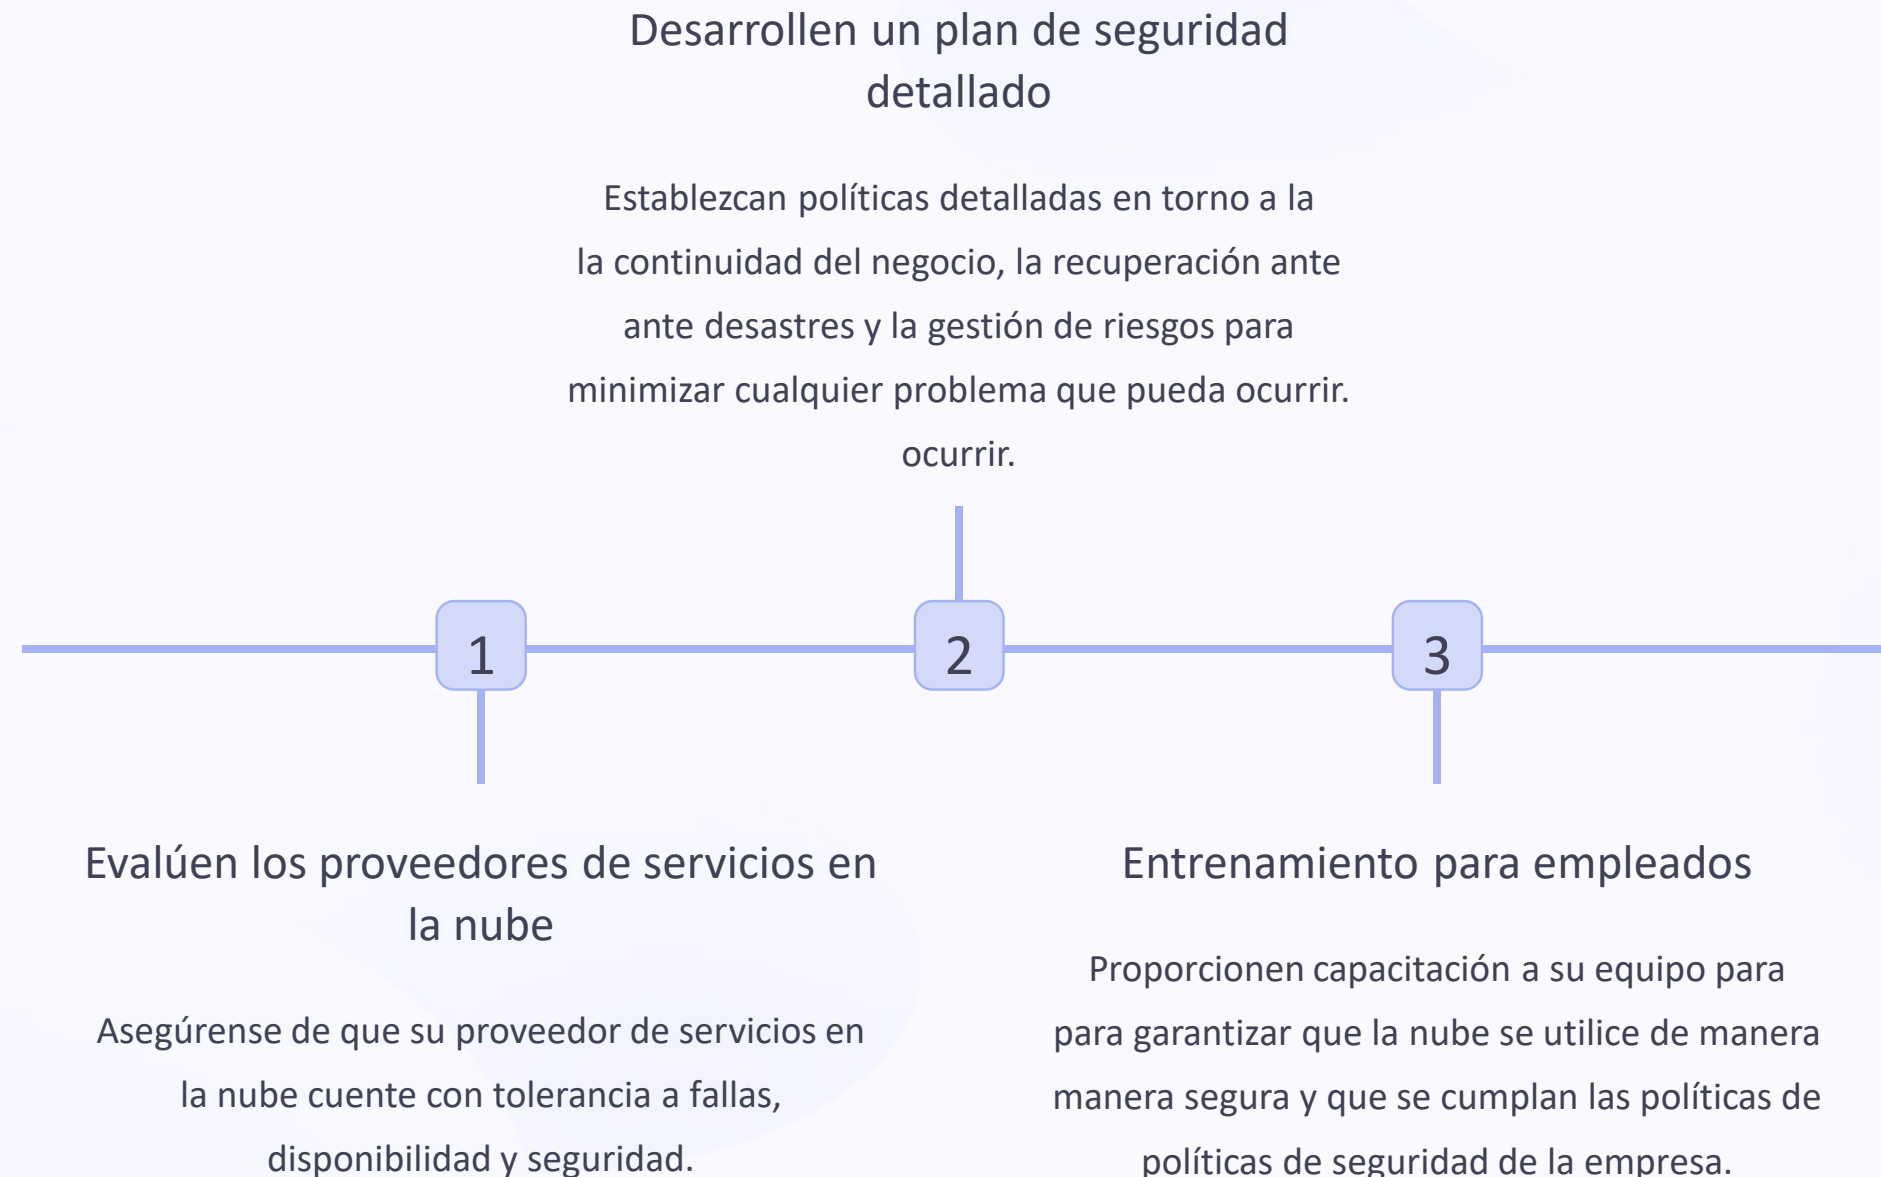 Desarrollen un plan de seguridad
detallado
Establezcan políticas detalladas en torno a la
la continuidad del negocio, la recuperación ante
ante desastres y la gestión de riesgos para
minimizar cualquier problema que pueda ocurrir.
ocurrir.
1
2
3
Evalúen los proveedores de servicios en
la nube
Asegúrense de que su proveedor de servicios en
la nube cuente con tolerancia a fallas,
disponibilidad y seguridad.
Entrenamiento para empleados
Proporcionen capacitación a su equipo para
para garantizar que la nube se utilice de manera
manera segura y que se cumplan las políticas de
políticas de seguridad de la empresa.